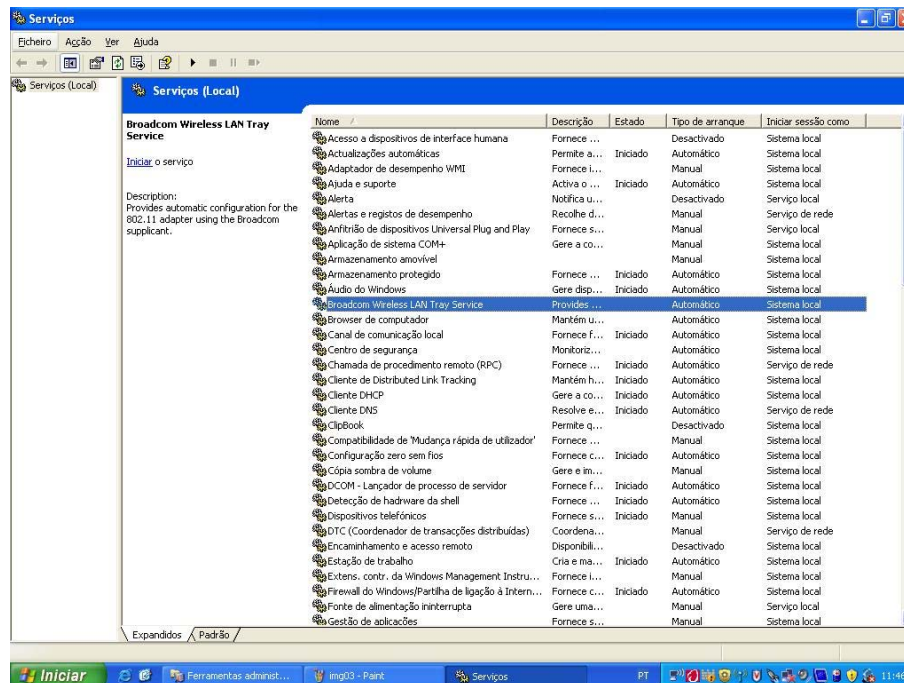 Serviços
Ficheiro Acção Ver Ajuda
Serviços (Local)
Serviços (Local)
Broadcom Wireless LAN Tray
Service
Iniciar o serviço
Description:
Provides automatic configuration for the
802.11 adapter using the Broadcom
supplicant.
Nome Descrição Estado Tipo de arranque Iniciar sessão como
Acesso a dispositivos de interface humana Fornece ... Desactivado Sistema local
Actualizações automáticas Permite a... Iniciado Automático Sistema local
Adaptador de desempenho WMI Fornece i... Manual Sistema local
Ajuda e suporte Activa o ... Iniciado Automático Sistema local
Alerta Notifica u... Desactivado Serviço local
Alertas e registos de desempenho Recolhe d... Manual Serviço de rede
Anfitrião de dispositivos Universal Plug and Play Fornece s... Manual Serviço local
Aplicação de sistema COM+ Gere a co... Manual Sistema local
Armazenamento amovível Manual Sistema local
Armazenamento protegido Fornece ... Iniciado Automático Sistema local
Áudio do Windows Gere disp... Iniciado Automático Sistema local
Broadcom Wireless LAN Tray Service Provides ... Automático Sistema local
Browser de computador Mantém u... Automático Sistema local
Canal de comunicação local Fornece f... Iniciado Automático Sistema local
Centro de segurança Monitoriz... Automático Sistema local
Chamada de procedimento remoto (RPC) Fornece ... Iniciado Automático Serviço de rede
Cliente de Distributed Link Tracking Mantém h... Iniciado Automático Sistema local
Cliente DHCP Gere a co... Iniciado Automático Sistema local
Cliente DNS Resolve e... Iniciado Automático Serviço de rede
ClipBook Permite q... Desactivado Sistema local
Compatibilidade de 'Mudança rápida de utilizador' Fornece ... Manual Sistema local
Configuração zero sem fios Fornece c... Iniciado Automático Sistema local
Cópia sombra de volume Gere e im... Manual Sistema local
DCOM - Lançador de processo de servidor Fornece f... Iniciado Automático Sistema local
Detecção de hadrware da shell Fornece ... Iniciado Automático Sistema local
Dispositivos telefónicos Fornece s... Iniciado Manual Sistema local
DTC (Coordenador de transacções distribuídas) Coordena... Manual Serviço de rede
Encaminhamento e acesso remoto Disponibili... Desactivado Sistema local
Estação de trabalho Cria e ma... Iniciado Automático Sistema local
Extens. contr. da Windows Management Instru... Fornece i... Manual Sistema local
Firewall do Windows/Partilha de ligação à Intern... Fornece c... Iniciado Automático Sistema local
Fonte de alimentação ininterrupta Gere uma... Manual Serviço local
Gestão de aplicações Fornece s... Manual Sistema local
Expandidos Padrão
Iniciar Ferramentas administ... img03 - Paint Serviços PT 11:46